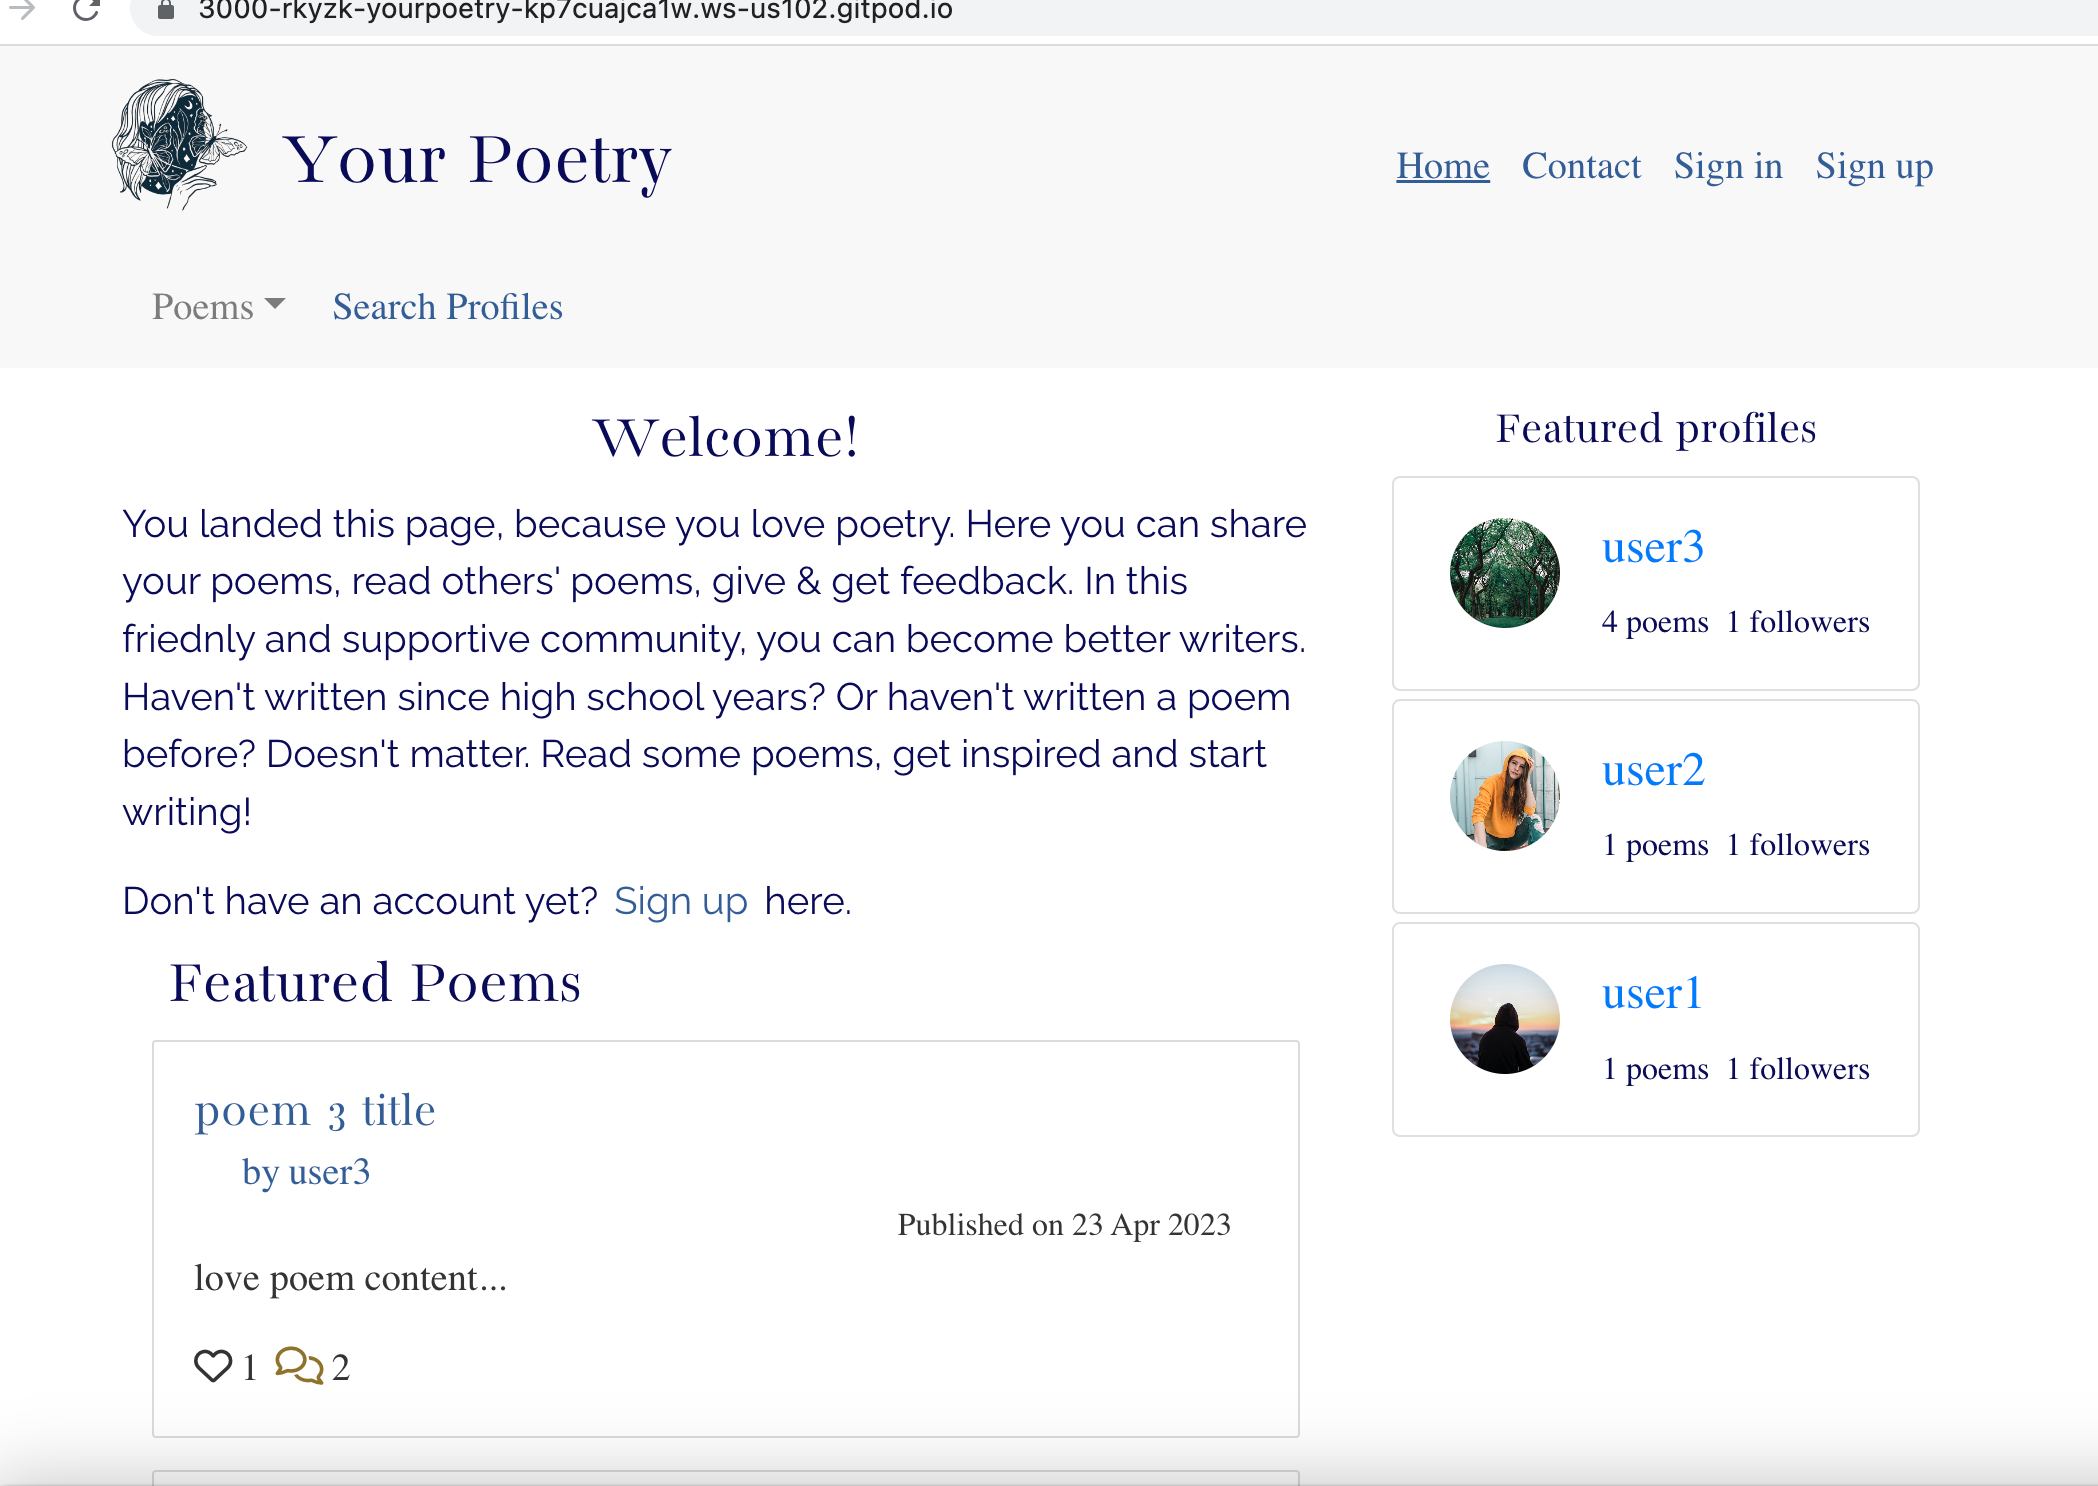 3000-rkyzk-yourpoetry-kp7cuajca1w.ws-us102.gitpod.io
Your Poetry
Home Contact Sign in Sign up
Poems Search Profiles
Welcome!
You landed this page, because you love poetry. Here you can share
your poems, read others' poems, give & get feedback. In this
friednly and supportive community, you can become better writers.
Haven't written since high school years? Or haven't written a poem
before? Doesn't matter. Read some poems, get inspired and start
writing!
Don't have an account yet? Sign up here.
Featured Poems
poem 3 title
by user3
Published on 23 Apr 2023
love poem content...
1 2
Featured profiles
user3
4 poems 1 followers
user2
1 poems 1 followers
user1
1 poems 1 followers